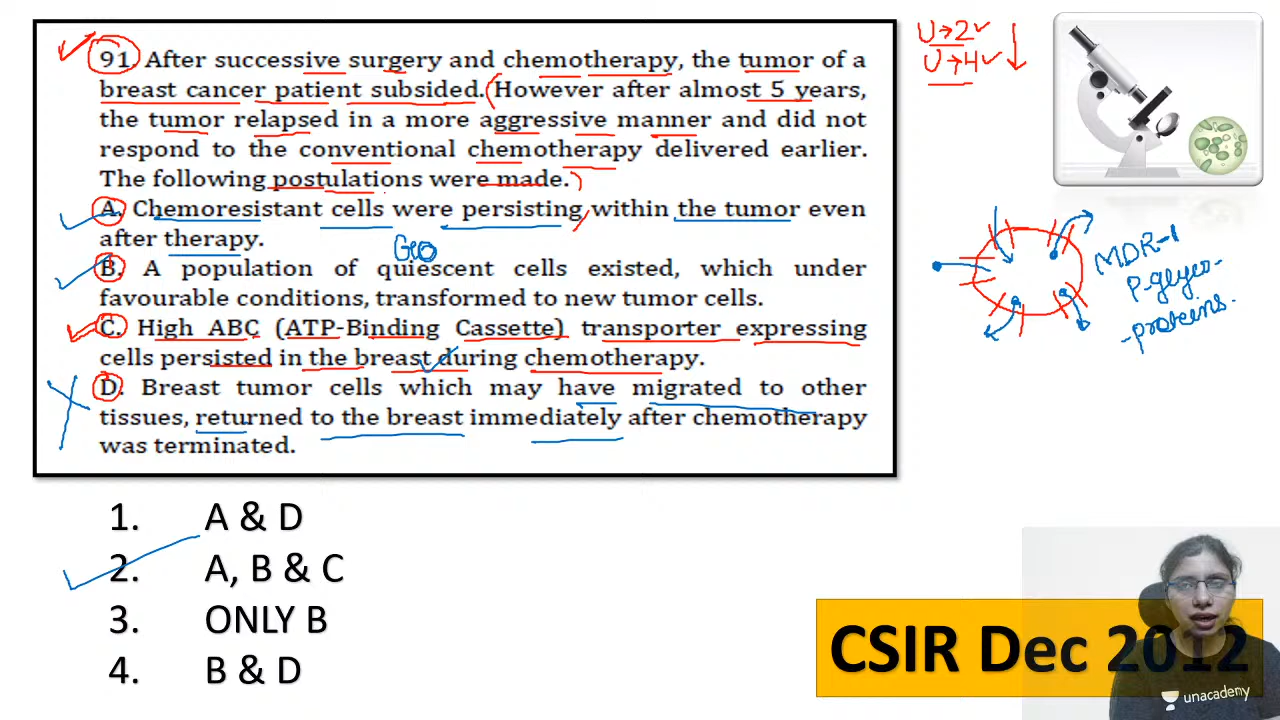 91. After successive surgery and chemotherapy, the tumor of a
breast cancer patient subsided. (However after almost 5 years,
the tumor relapsed in a more aggressive manner and did not
respond to the conventional chemotherapy delivered earlier.
The following postulations were made.)
A. Chemoresistant cells were persisting within the tumor even
after therapy.
G0
B. A population of quiescent cells existed, which under
favourable conditions, transformed to new tumor cells.
C. High ABC (ATP-Binding Cassette) transporter expressing
cells persisted in the breast during chemotherapy.
D. Breast tumor cells which may have migrated to other
tissues, returned to the breast immediately after chemotherapy
was terminated.
1. A & D
2. A, B & C
3. ONLY B
4. B & D
U→2
U→4
MDR-1
P-glyco-
-proteins.
CSIR Dec 2012
unacademy